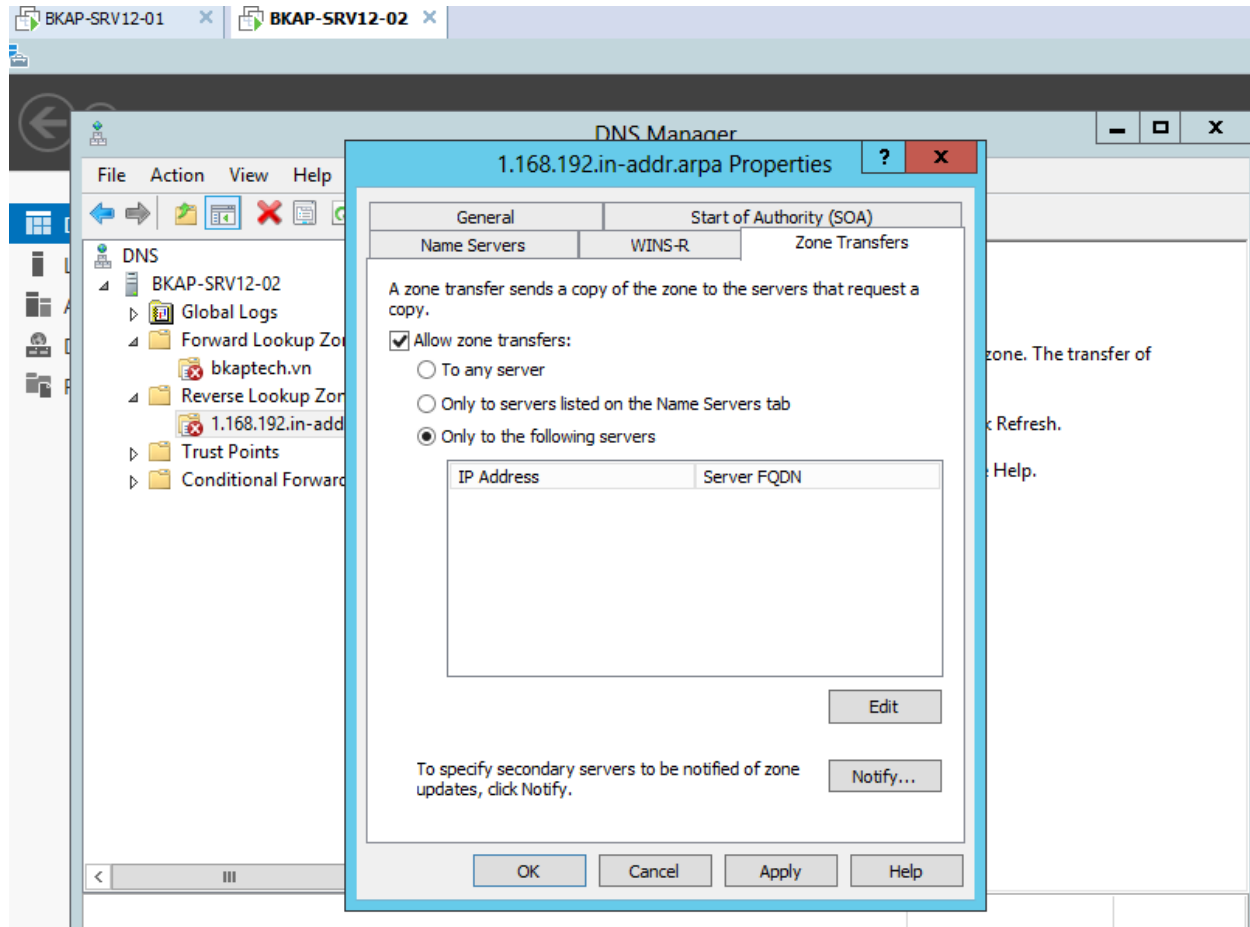 BKAP-SRV12-01
BKAP-SRV12-02
DNS Manager
File Action View Help
DNS
BKAP-SRV12-02
Global Logs
Forward Lookup Zon
bkaptech.vn
Reverse Lookup Zon
1.168.192.in-add
Trust Points
Conditional Forward
zone. The transfer of
k Refresh.
e Help.
1.168.192.in-addr.arpa Properties
?
x
General
Start of Authority (SOA)
Name Servers
WINS-R
Zone Transfers
A zone transfer sends a copy of the zone to the servers that request a
copy.
Allow zone transfers:
To any server
Only to servers listed on the Name Servers tab
Only to the following servers
IP Address
Server FQDN
Edit
To specify secondary servers to be notified of zone
updates, click Notify.
Notify...
OK
Cancel
Apply
Help